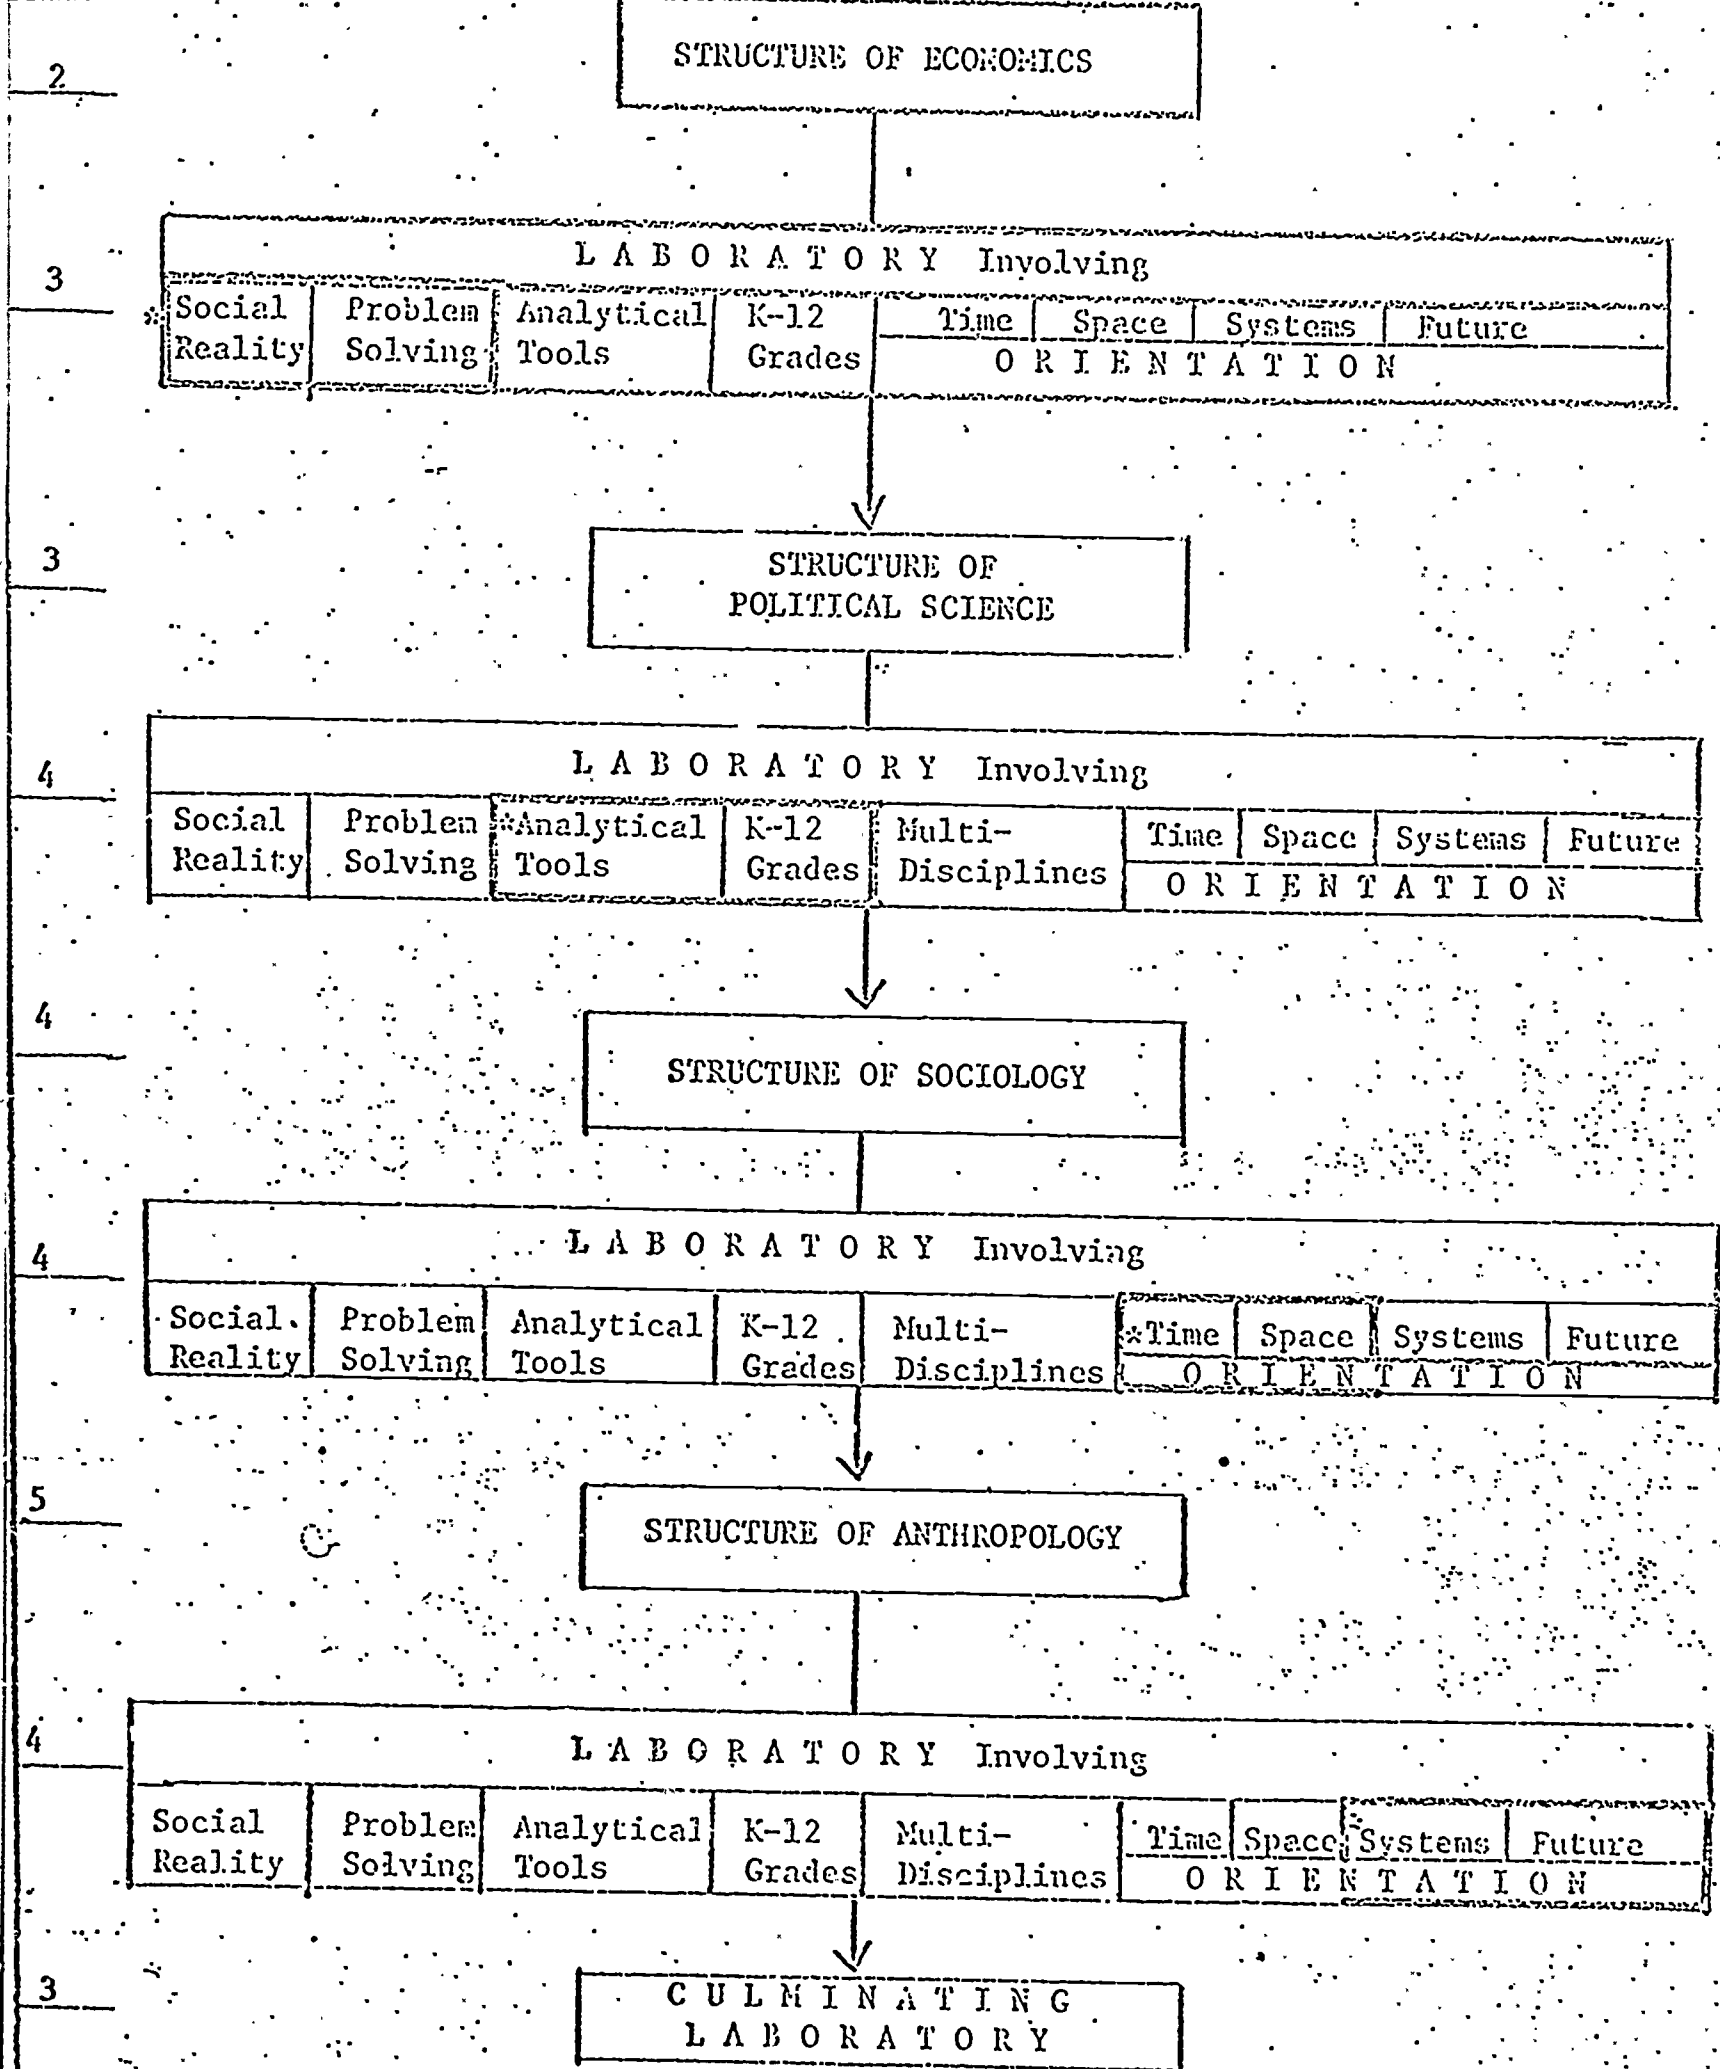 STRUCTURE OF ECONOMICS
2
LABORATORY Involving
3
*Social Reality
Problem Solving
Analytical Tools
K-12 Grades
Time Space Systems Future
ORIENTATION
3
STRUCTURE OF
POLITICAL SCIENCE
LABORATORY Involving
4
Social Reality
Problem Solving
*Analytical Tools
K-12 Grades
Multi-Disciplines
Time Space Systems Future
ORIENTATION
4
STRUCTURE OF SOCIOLOGY
LABORATORY Involving
4
Social Reality
Problem Solving
Analytical Tools
K-12 Grades
Multi-Disciplines
*Time Space Systems Future
ORIENTATION
5
STRUCTURE OF ANTHROPOLOGY
4
LABORATORY Involving
Social Reality
Problem Solving
Analytical Tools
K-12 Grades
Multi-Disciplines
Time Space *Systems Future
ORIENTATION
3
CULMINATING
LABORATORY